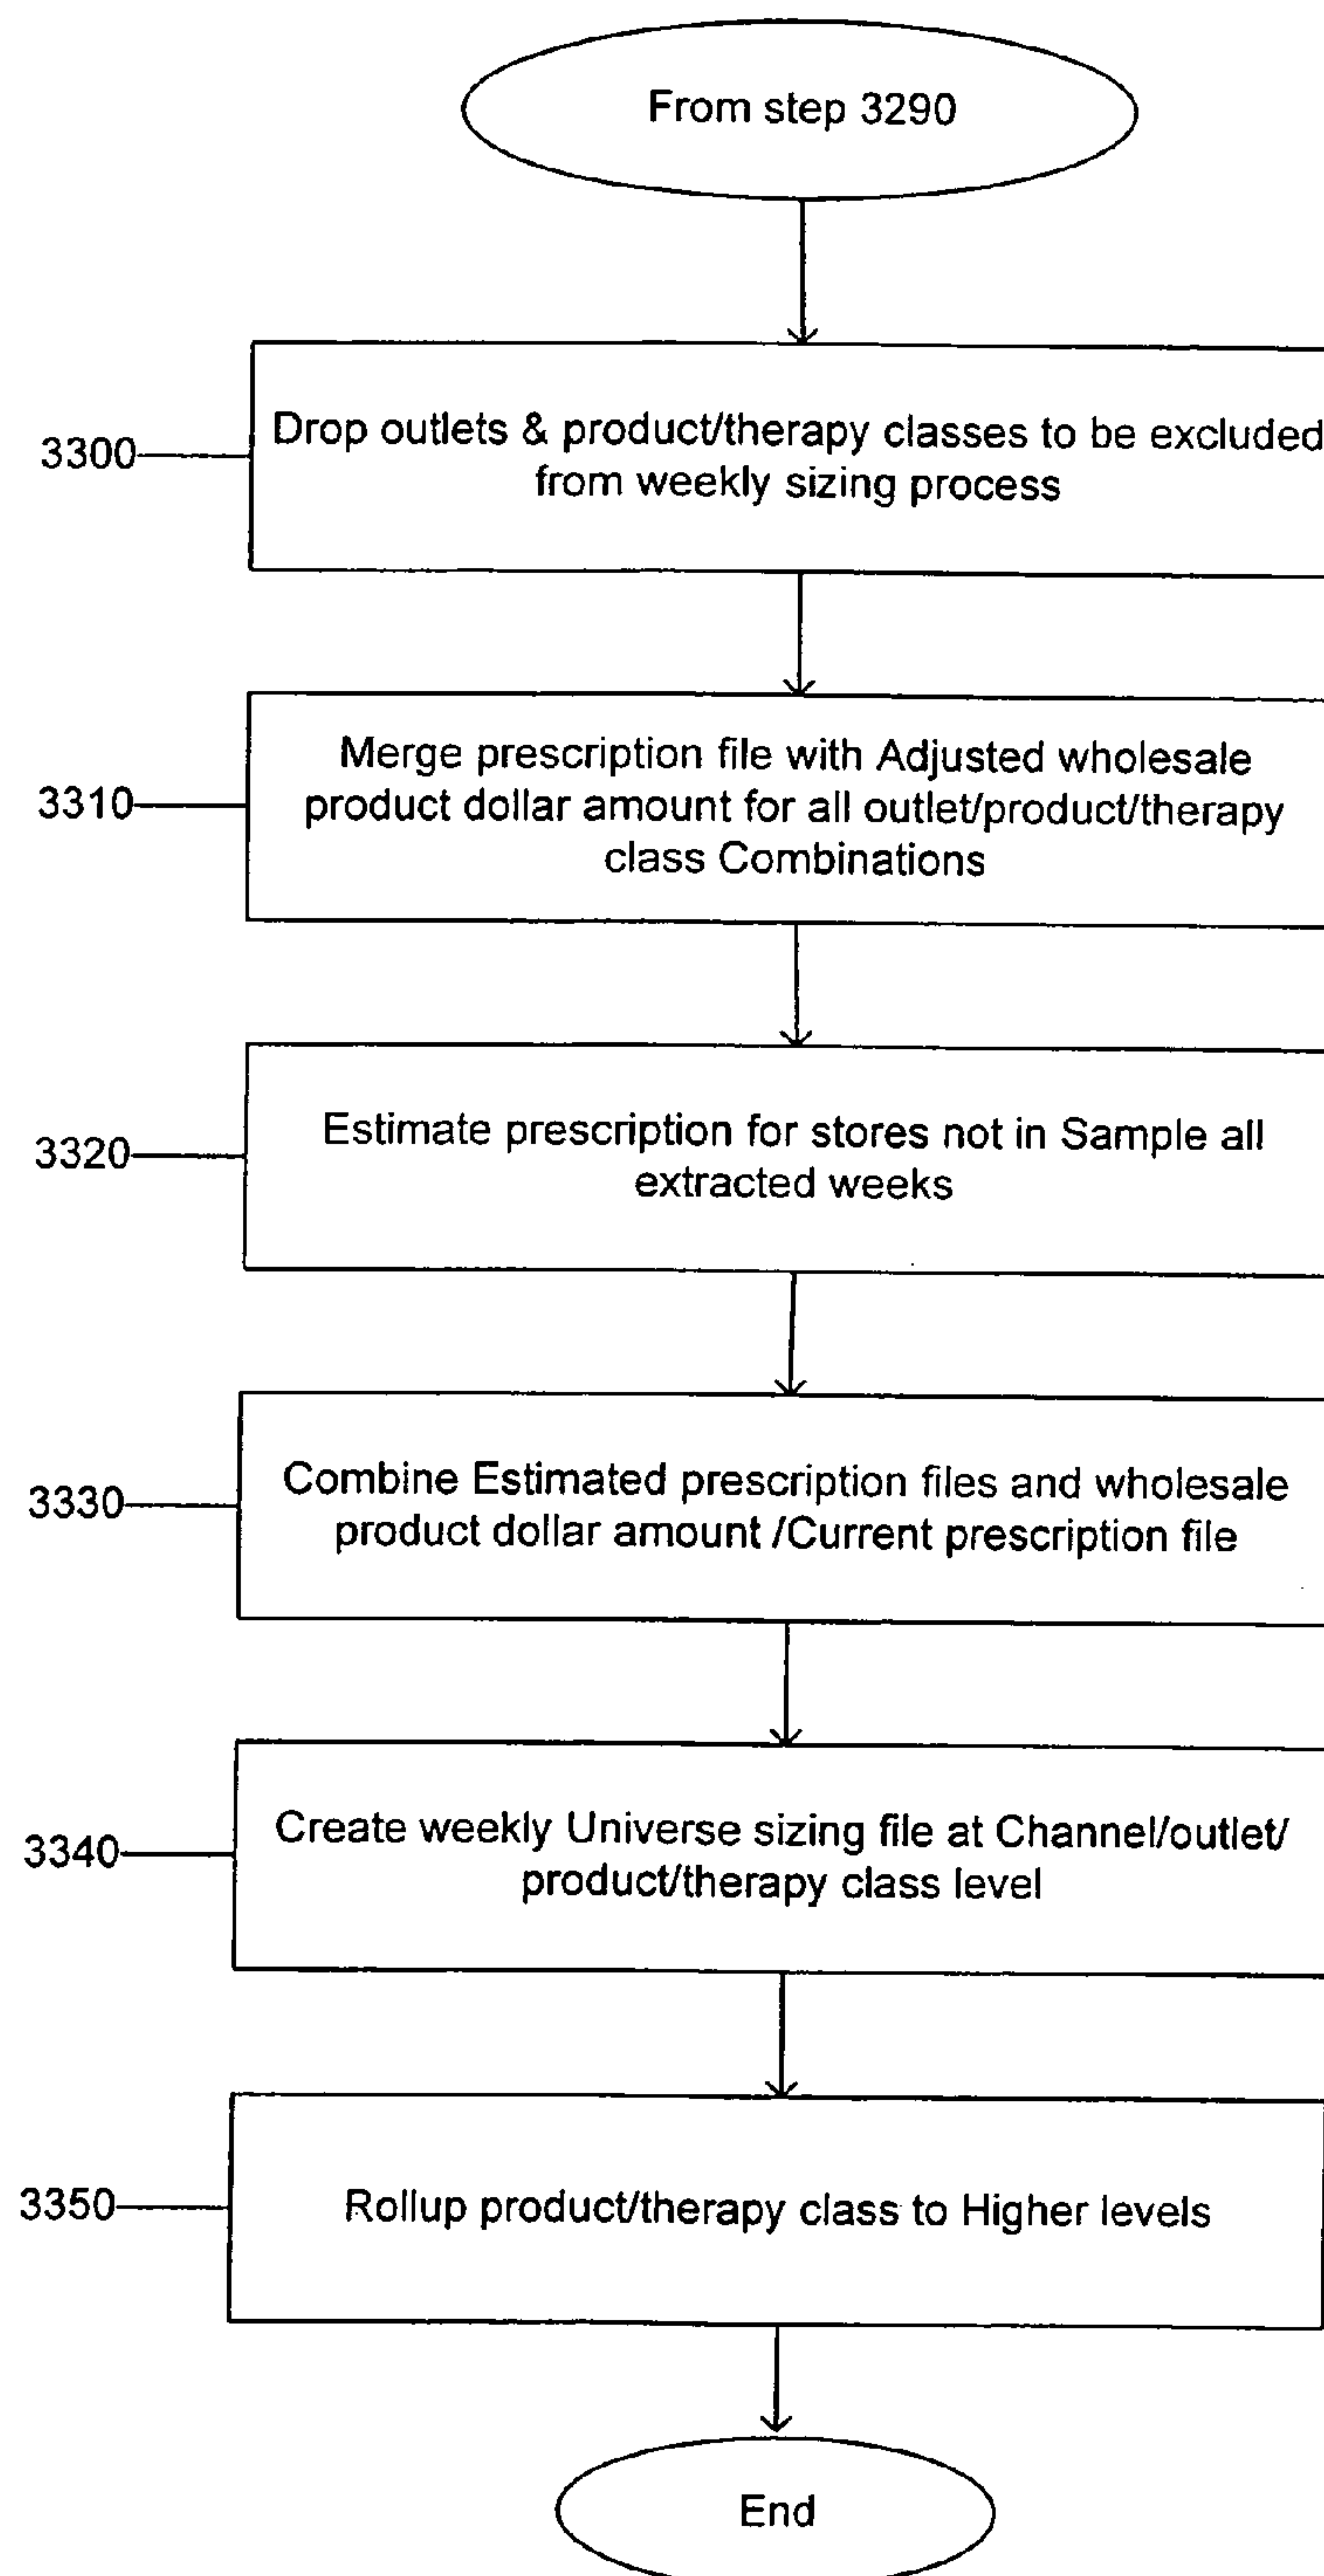 From step 3290
3300
Drop outlets & product/therapy classes to be excluded
from weekly sizing process
3310
Merge prescription file with Adjusted wholesale
product dollar amount for all outlet/product/therapy
class Combinations
3320
Estimate prescription for stores not in Sample all
extracted weeks
3330
Combine Estimated prescription files and wholesale
product dollar amount /Current prescription file
3340
Create weekly Universe sizing file at Channel/outlet/
product/therapy class level
3350
Rollup product/therapy class to Higher levels
End